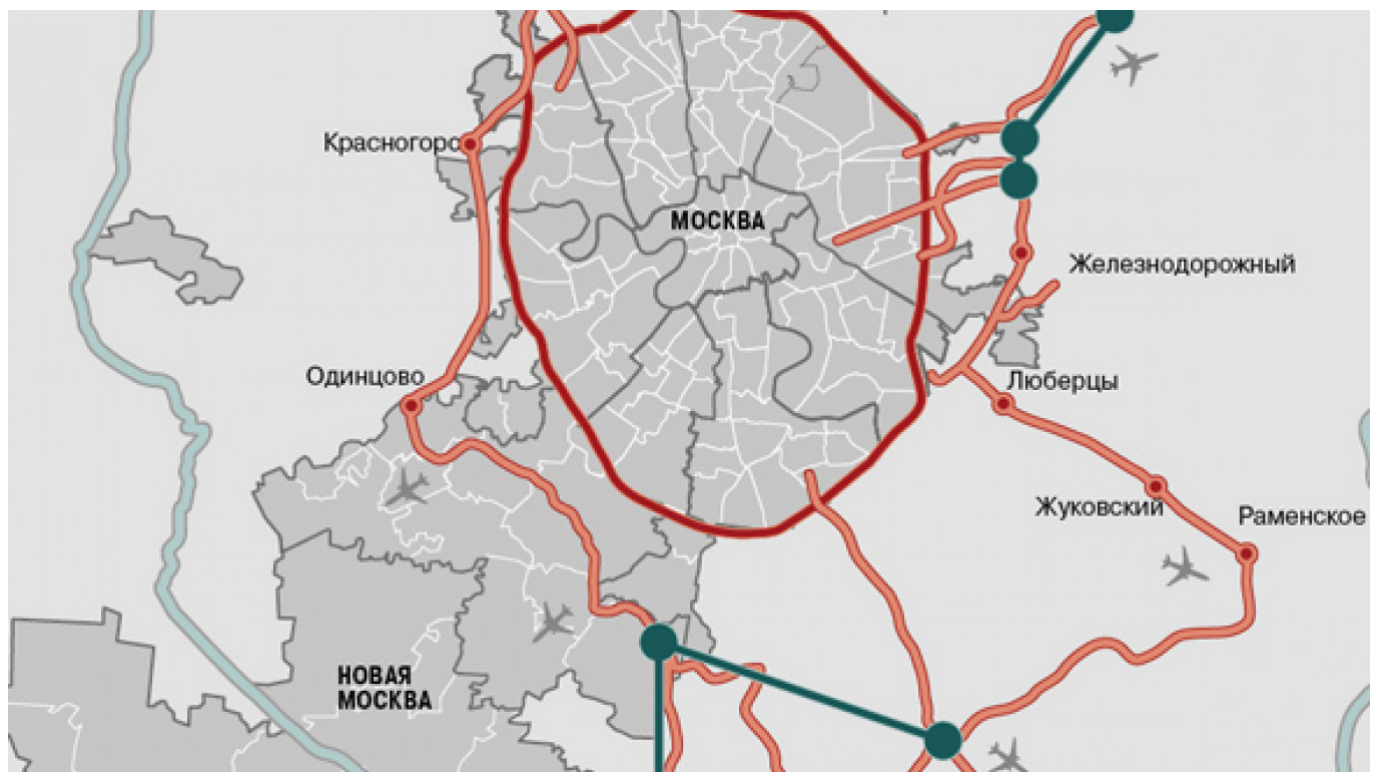 Красногорс
МОСКВА
Железнодорожный
Одинцово
Люберцы
Жуковский
Раменское
НОВАЯ
МОСКВА